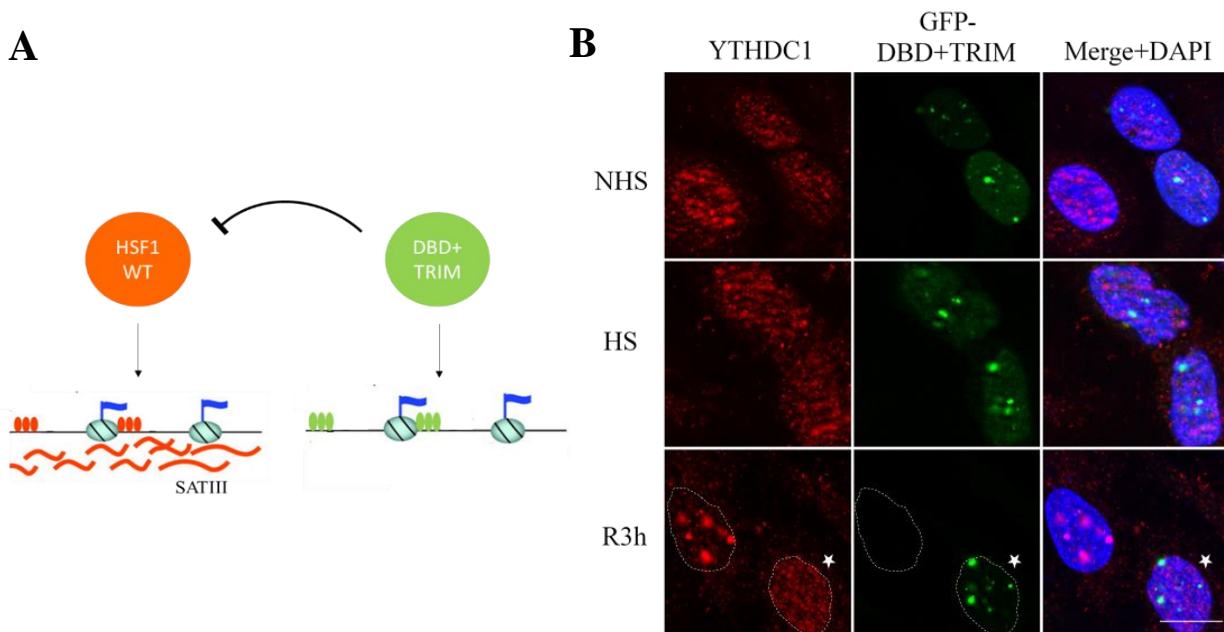 A
HSF1
WT
DBD+
TRIM
SATIII
B
YTHDC1
GFP-
DBD+TRIM
Merge+DAPI
NHS
HS
R3h